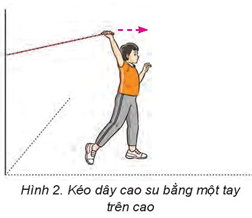 Hình 2. Kéo dây cao su bằng một tay
trên cao